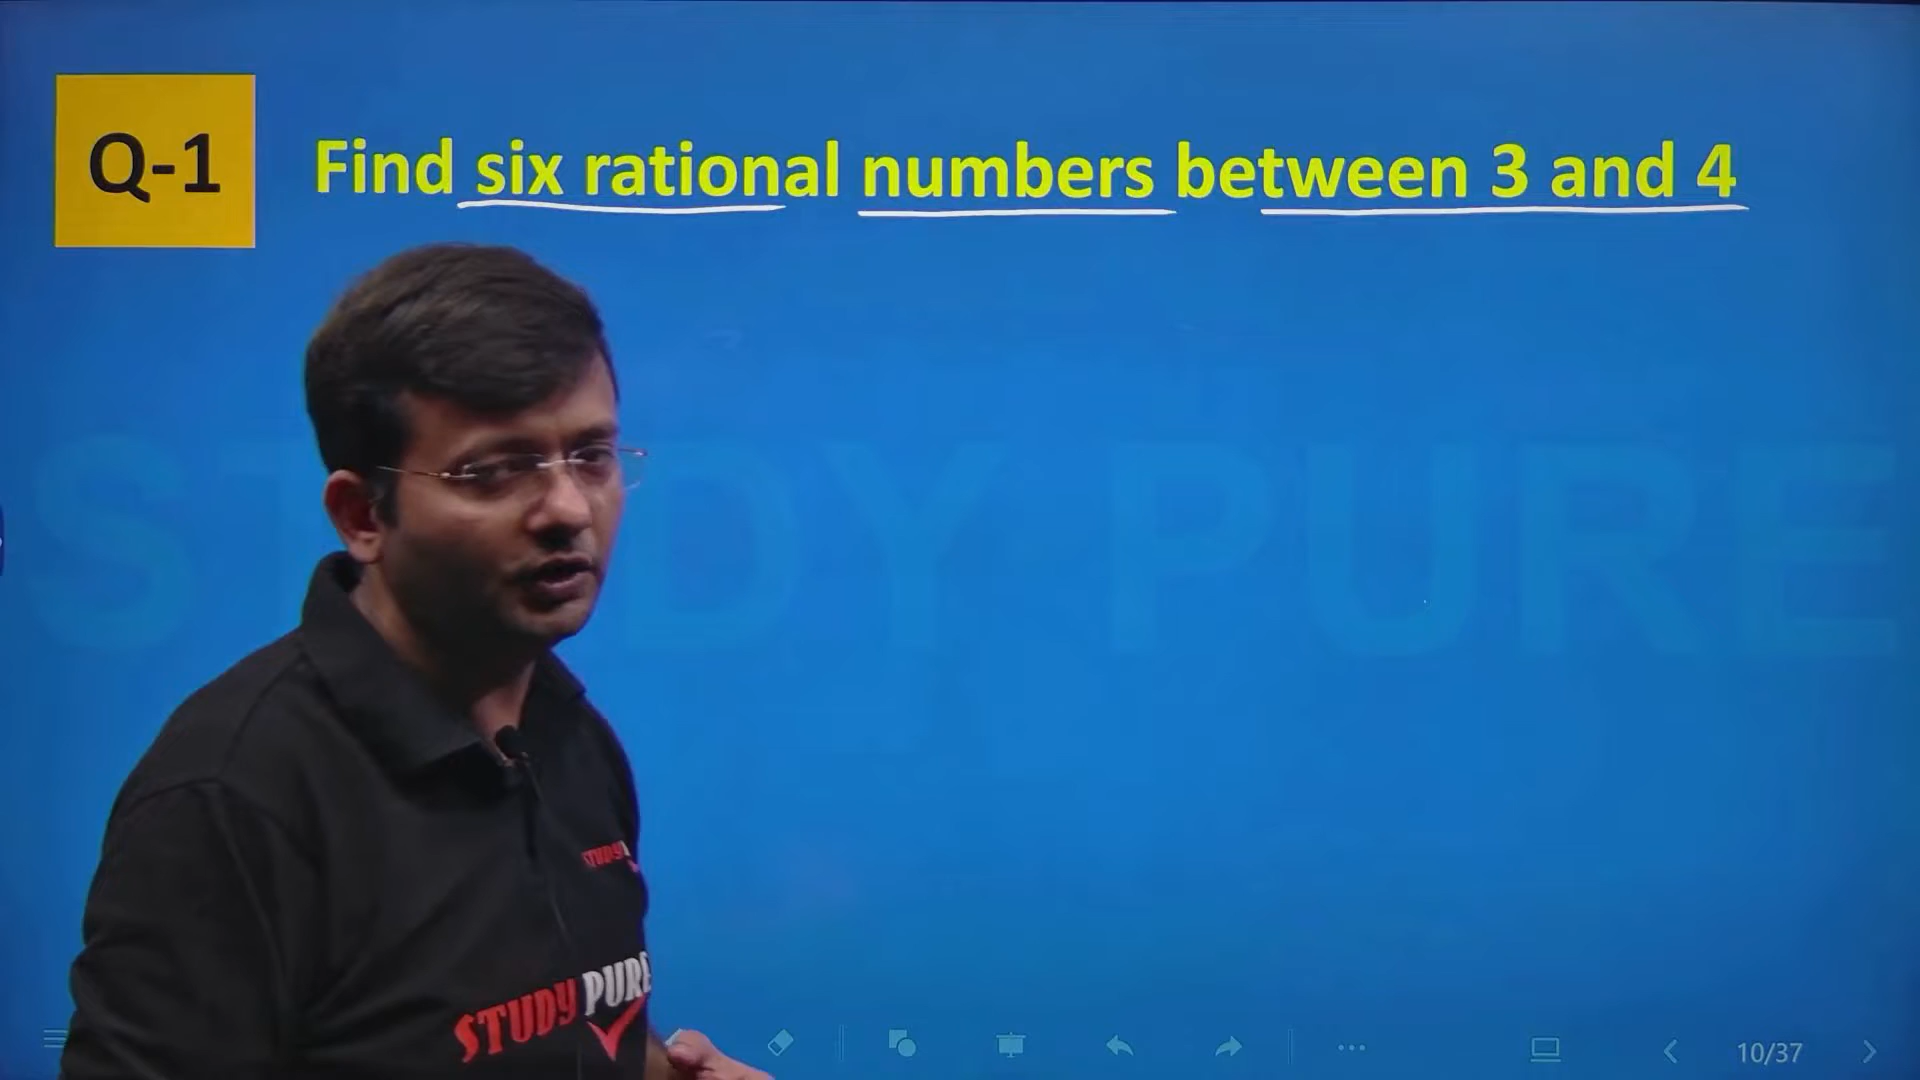 Q-1
Find six rational numbers between 3 and 4
STUDY PURE
STUDY PURE
10/37